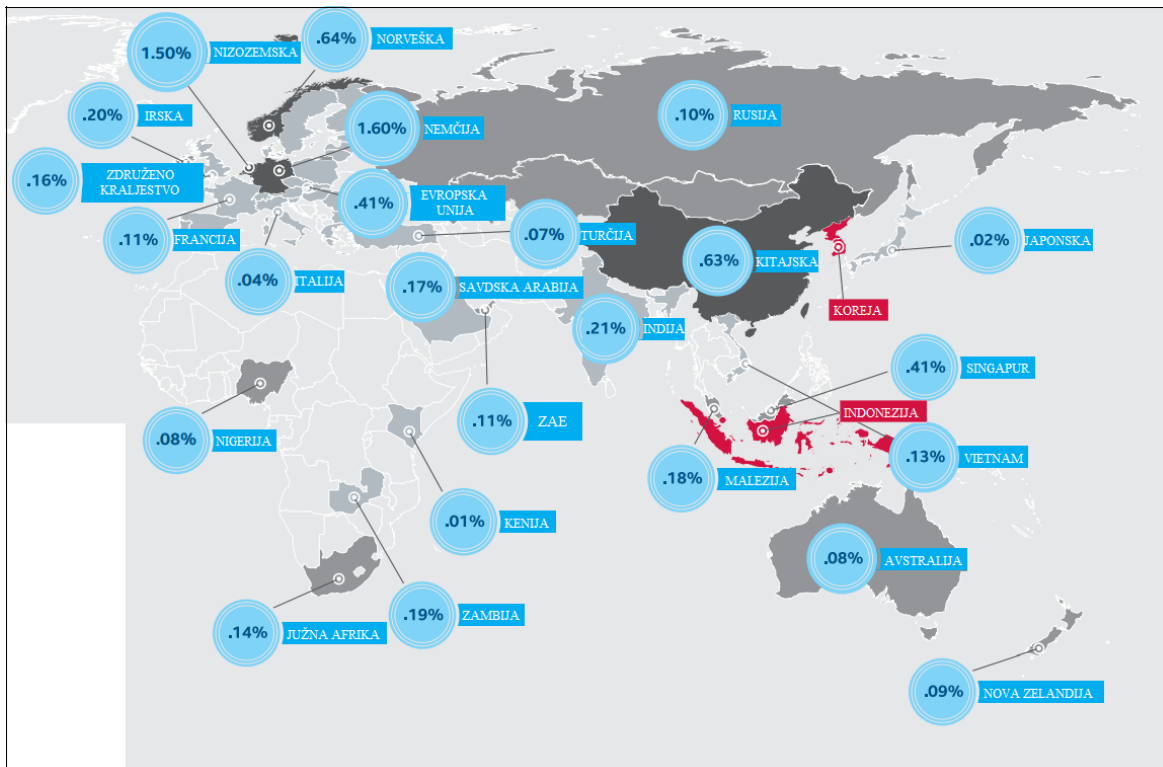 .64%
NORVEŠKA
1.50%
NIZOZEMSKA
.20%
IRSKA
1.60%
NEMČIJA
.10%
RUSIJA
.16%
ZDRUŽENO
KRALJESTVO
.41%
EVROPSKA
UNIJA
.11%
FRANCIJA
.07%
TURČIJA
.02%
JAPONSKA
.04%
ITALIJA
.17%
SAVDSKA ARABIJA
.63%
KITAJSKA
KOREJA
.21%
INDIJA
.41%
SINGAPUR
INDONEZIJA
.08%
NIGERIJA
.11%
ZAE
.13%
VIETNAM
.18%
MALEZIJA
.01%
KENIJA
.08%
AVSTRALIJA
.19%
ZAMBIJA
.14%
JUŽNA AFRIKA
.09%
NOVA ZELANDIJA